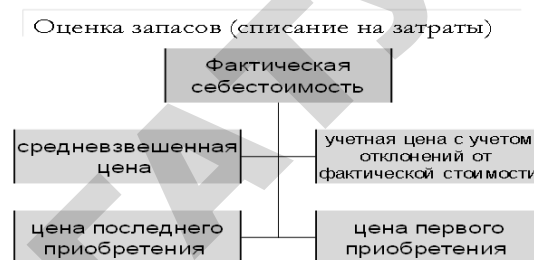 Оценка запасов (списание на затраты)
Фактическая
себестоимость
средневзвешенная
цена
учетная цена с учетом
отклонений от
фактической стоимости
цена последнего
приобретения
цена первого
приобретения